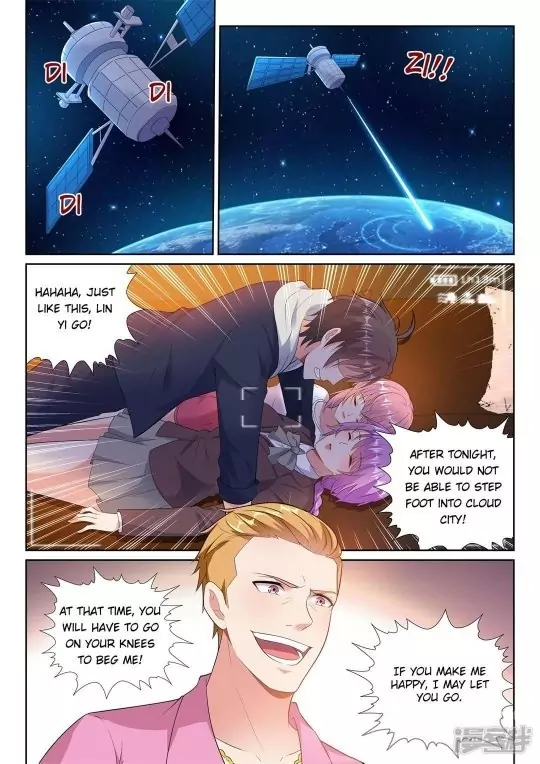 DI
DI
DI
ZI!!
HAHAHA, JUST
LIKE THIS, LIN
YI GO!
AFTER TONIGHT,
YOU WOULD NOT
BE ABLE TO STEP
FOOT INTO CLOUD
CITY!
AT THAT TIME, YOU
WILL HAVE TO GO
ON YOUR KNEES
TO BEG ME!
IF YOU MAKE ME
HAPPY, I MAY LET
YOU GO.